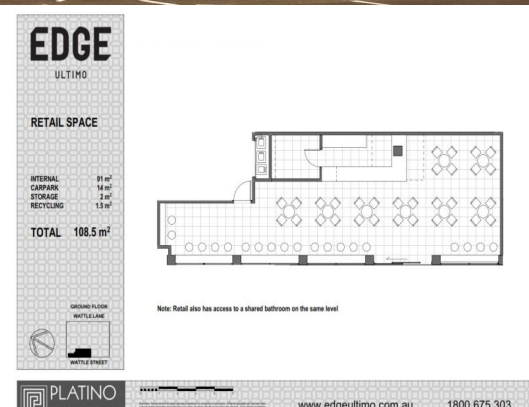 EDGE
ULTIMO
RETAIL SPACE
INTERNAL 91 m²
CARPARK 14 m²
STORAGE 2 m²
RECYCLING 1.5 m²
TOTAL 108.5 m²
GROUND FLOOR
WATTLE LANE
WATTLE STREET
Note: Retail also has access to a shared bathroom on the same level
PLATINO
www.edgeultimo.com.au 1800 675 303